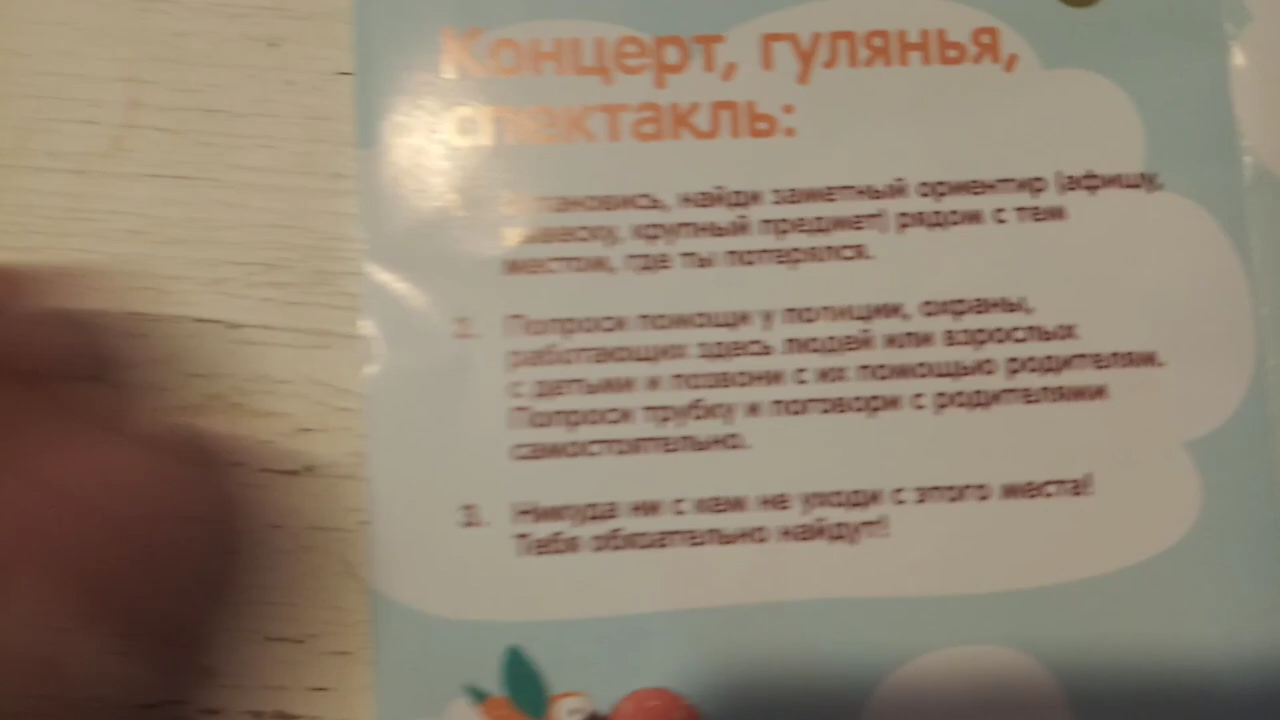 Концерт, гулянья,
спектакль:
Остановись, найди заметный ориентир (афишу,
вывеску, крупный предмет) рядом с тем
местом, где ты потерялся.
2. Попроси помощи у полиции, охраны,
работающих здесь людей или взрослых
с детьми и позвони с их помощью родителям.
Попроси трубку и поговори с родителями
самостоятельно.
3. Никуда ни с кем не уходи с этого места!
Тебя обязательно найдут!